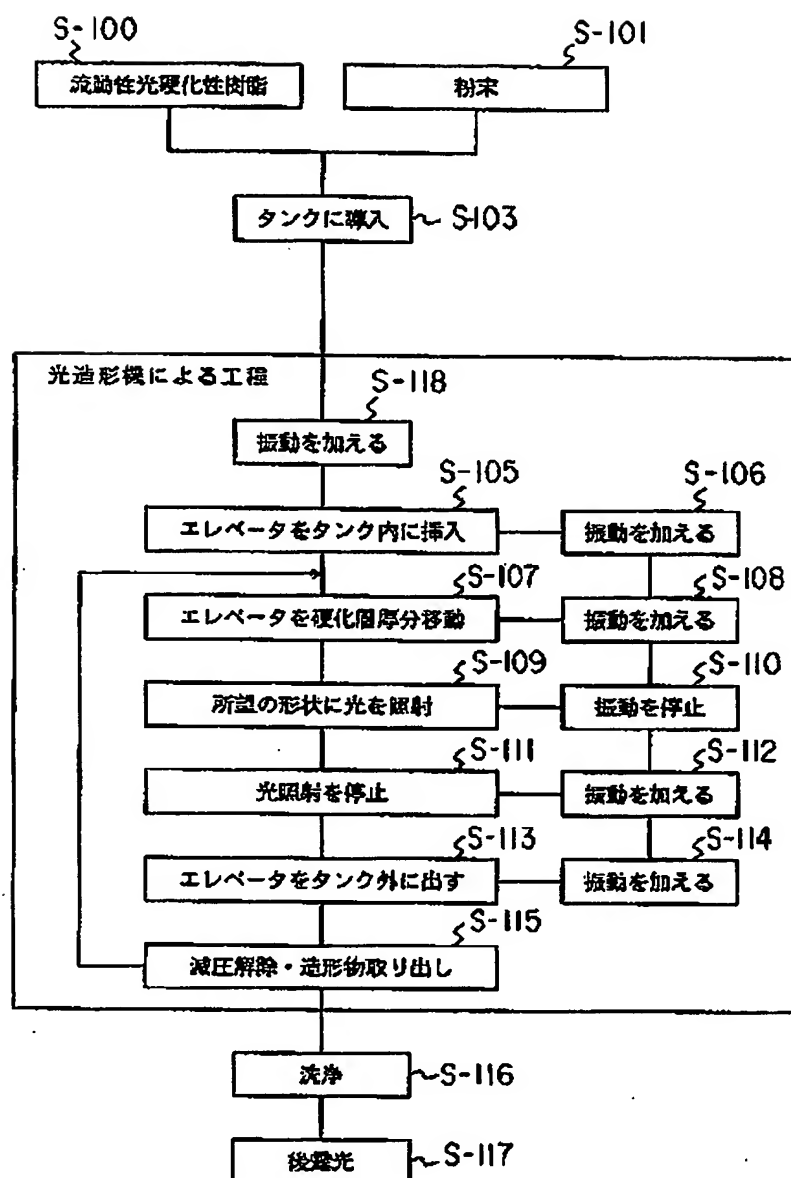 S-100
S-101
流動性光硬化性樹脂
粉末
タンクに導入
S-103
光造形機による工程
S-118
振動を加える
S-105
S-106
エレベータをタンク内に挿入
振動を加える
S-107
S-108
エレベータを硬化層厚分移動
振動を加える
S-109
S-110
所望の形状に光を照射
振動を停止
S-111
S-112
光照射を停止
振動を加える
S-113
S-114
エレベータをタンク外に出す
振動を加える
S-115
減圧解除・造形物取り出し
洗浄
S-116
後露光
S-117